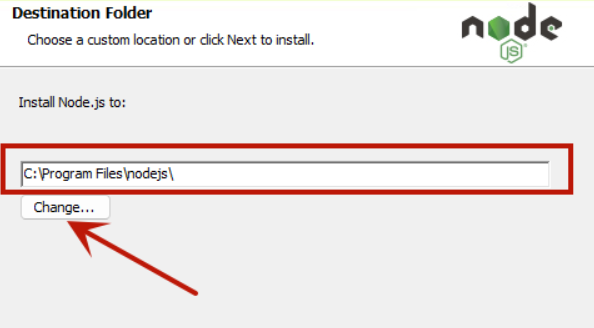 Destination Folder
Choose a custom location or click Next to install.
node
JS
Install Node.js to:
C:\Program Files\nodejs\
Change...